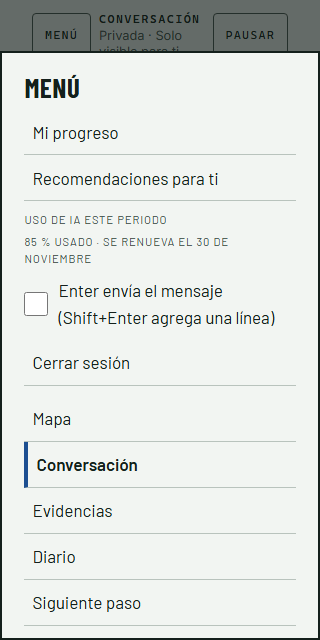 MENÚ
CONVERSACIÓN
Privada · Solo
visible para ti
PAUSAR
MENÚ
Mi progreso
Recomendaciones para ti
USO DE IA ESTE PERIODO
85 % USADO · SE RENUEVA EL 30 DE
NOVIEMBRE
Enter envía el mensaje
(Shift+Enter agrega una línea)
Cerrar sesión
Mapa
Conversación
Evidencias
Diario
Siguiente paso